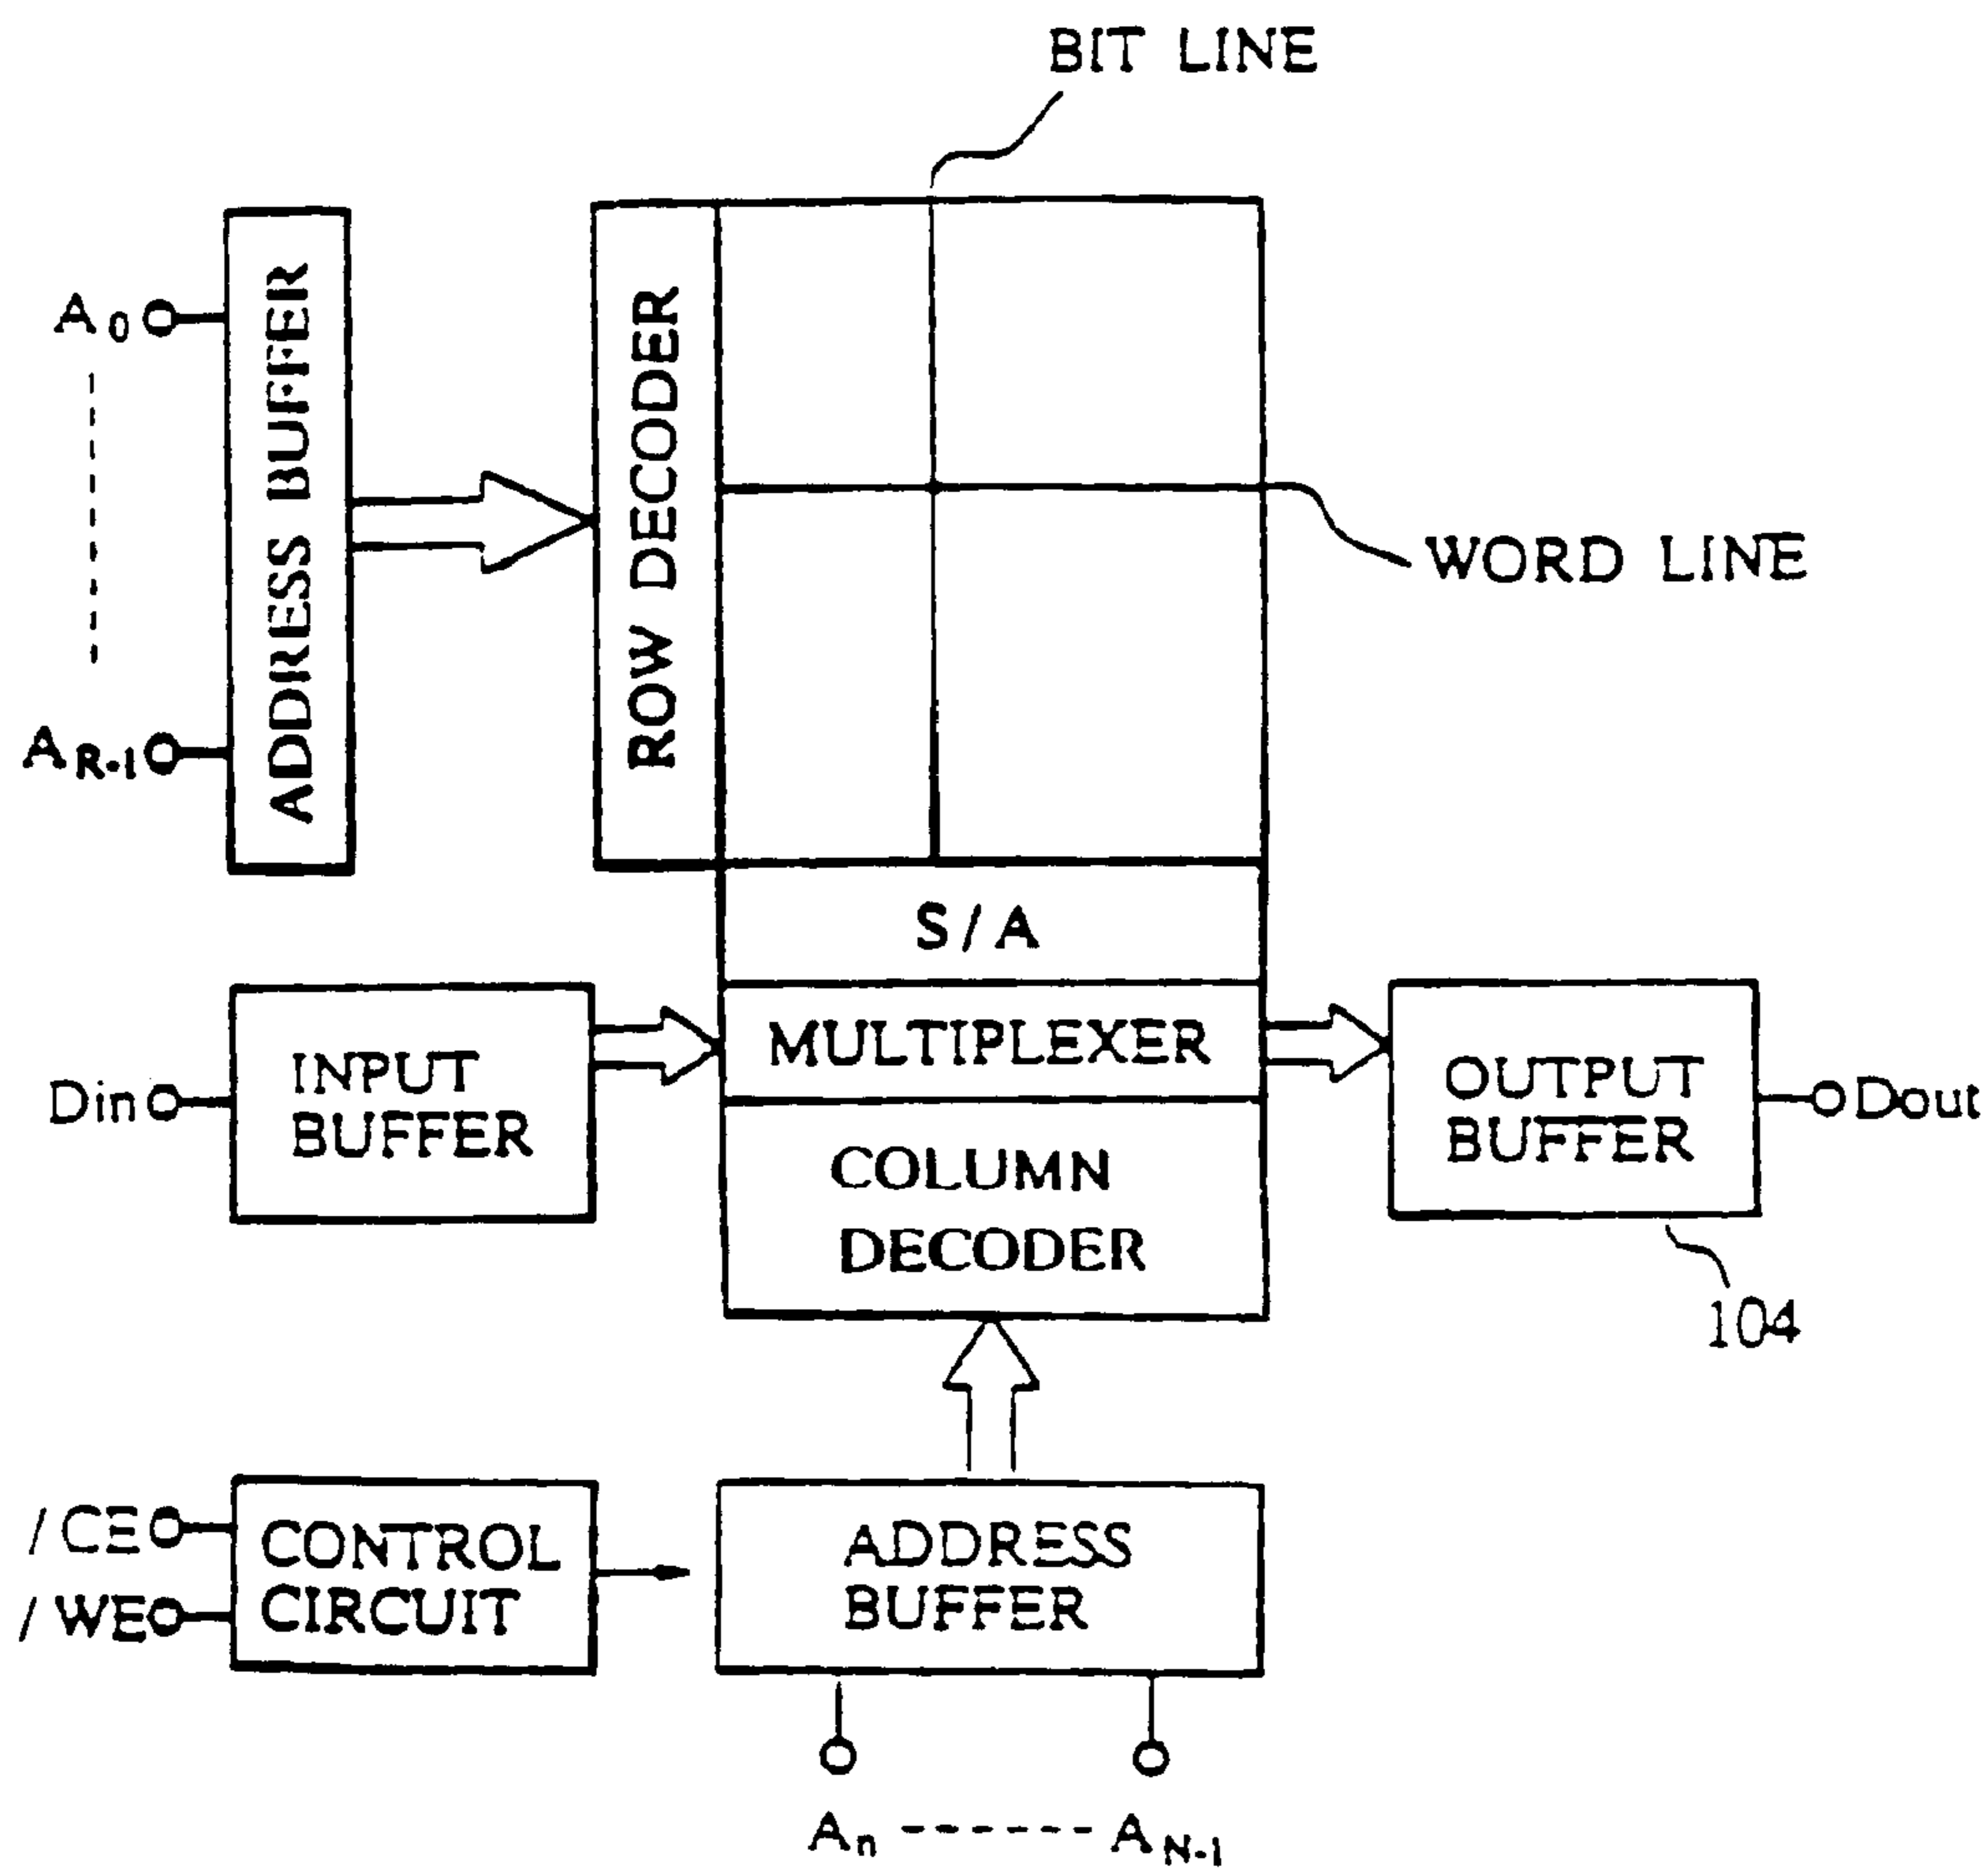 BIT LINE
A0
ADDRESS BUFFER
ROW DECODER
WORD LINE
AR-1
S/A
MULTIPLEXER
INPUT
BUFFER
Din
OUTPUT
BUFFER
Dout
COLUMN
DECODER
104
/CE
/WE
CONTROL
CIRCUIT
ADDRESS
BUFFER
An ------- AN-1